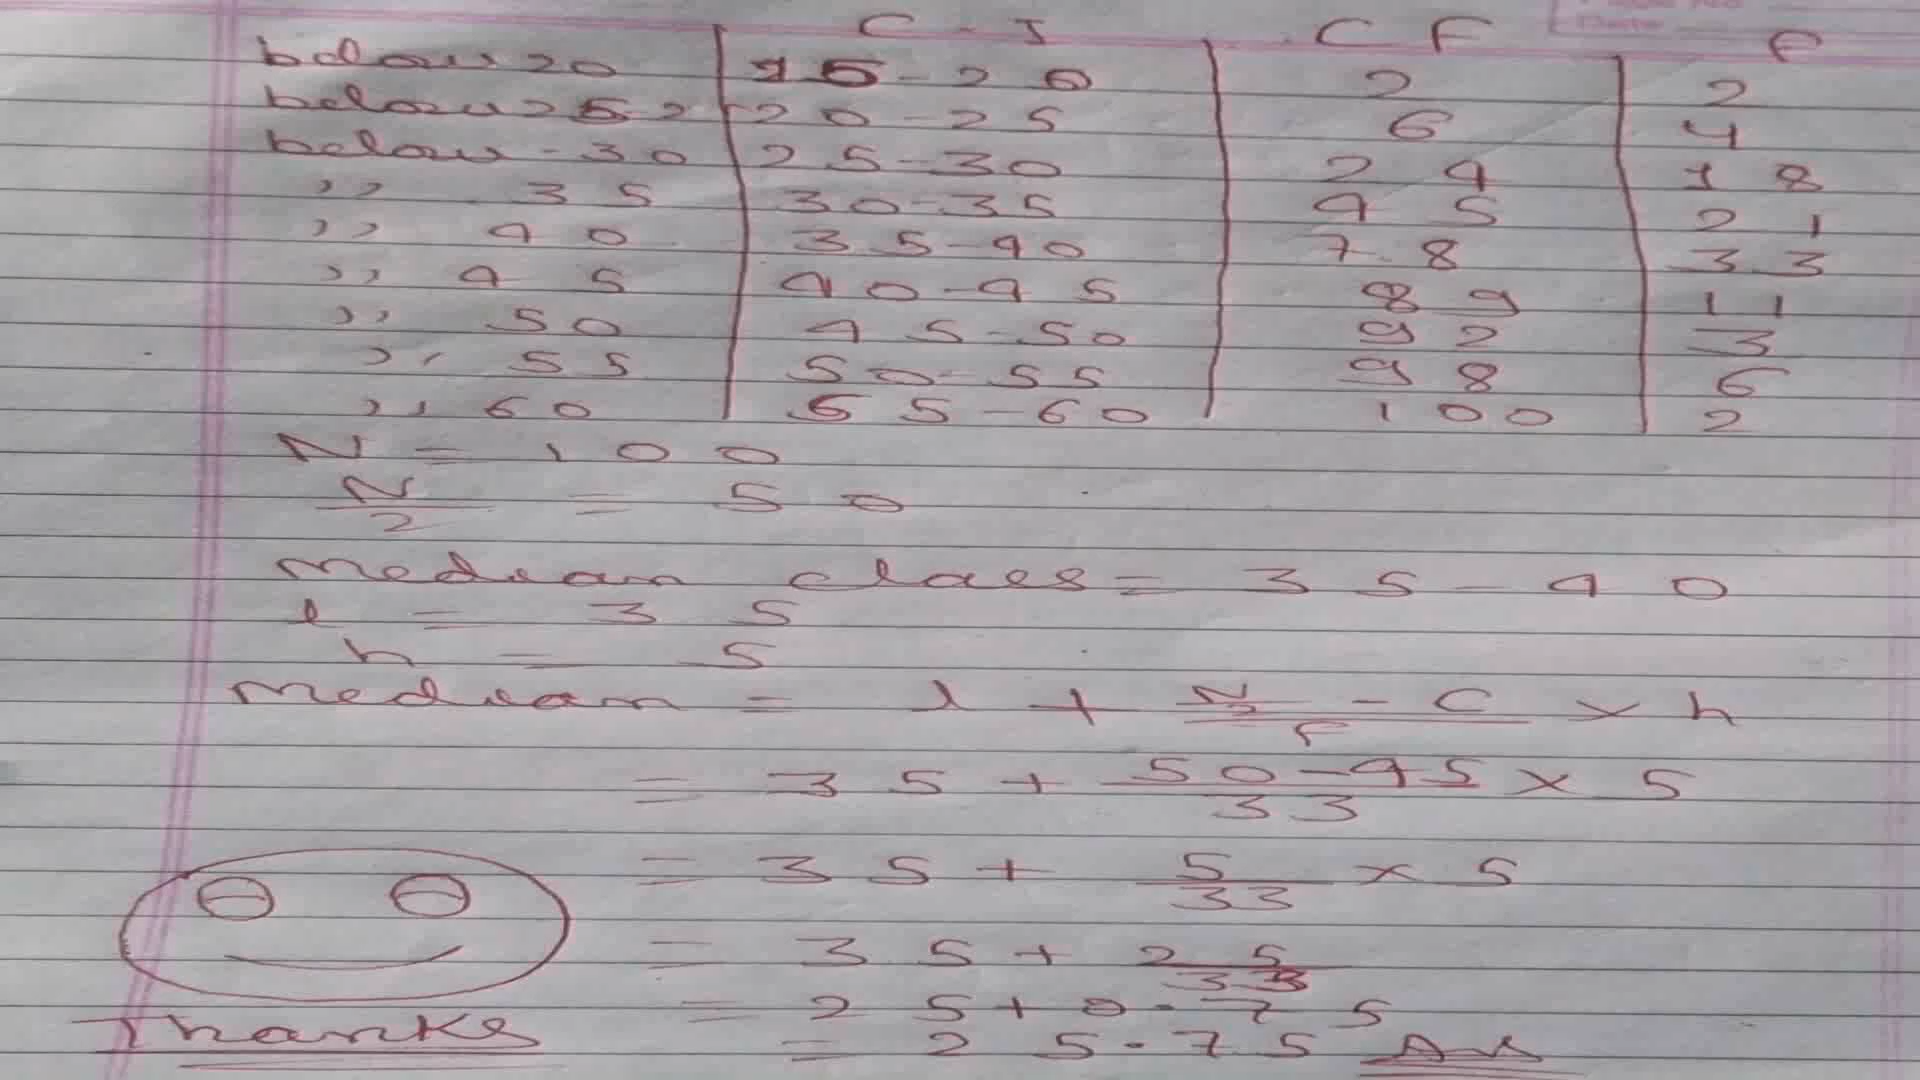 C-I CF F
below 20 15-20 2 2
below 25 20-25 6 4
below-30 25-30 24 18
,, 35 30-35 45 21
,, 40 35-40 78 33
,, 45 40-45 89 11
,, 50 45-50 92 3
,, 55 50-55 98 6
,, 60 55-60 100 2
N = 100
N/2 = 50
median class = 35-40
l = 35
h = 5
median = l + (N/2 - C)/F × h
= 35 + (50-45)/33 × 5
= 35 + 5/33 × 5
= 35 + 25/33
= 25 + 0.75
= 25.75 Ans
Thanks